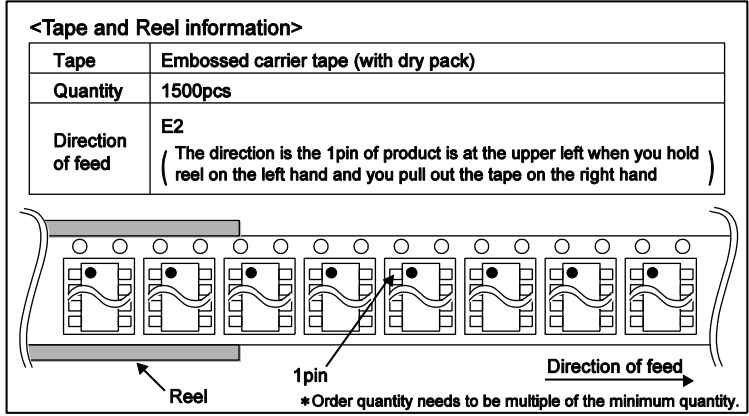 <Tape and Reel information>
Tape Embossed carrier tape (with dry pack)
Quantity 1500pcs
Direction of feed E2
( The direction is the 1pin of product is at the upper left when you hold
reel on the left hand and you pull out the tape on the right hand )
Reel
1pin
Direction of feed
*Order quantity needs to be multiple of the minimum quantity.